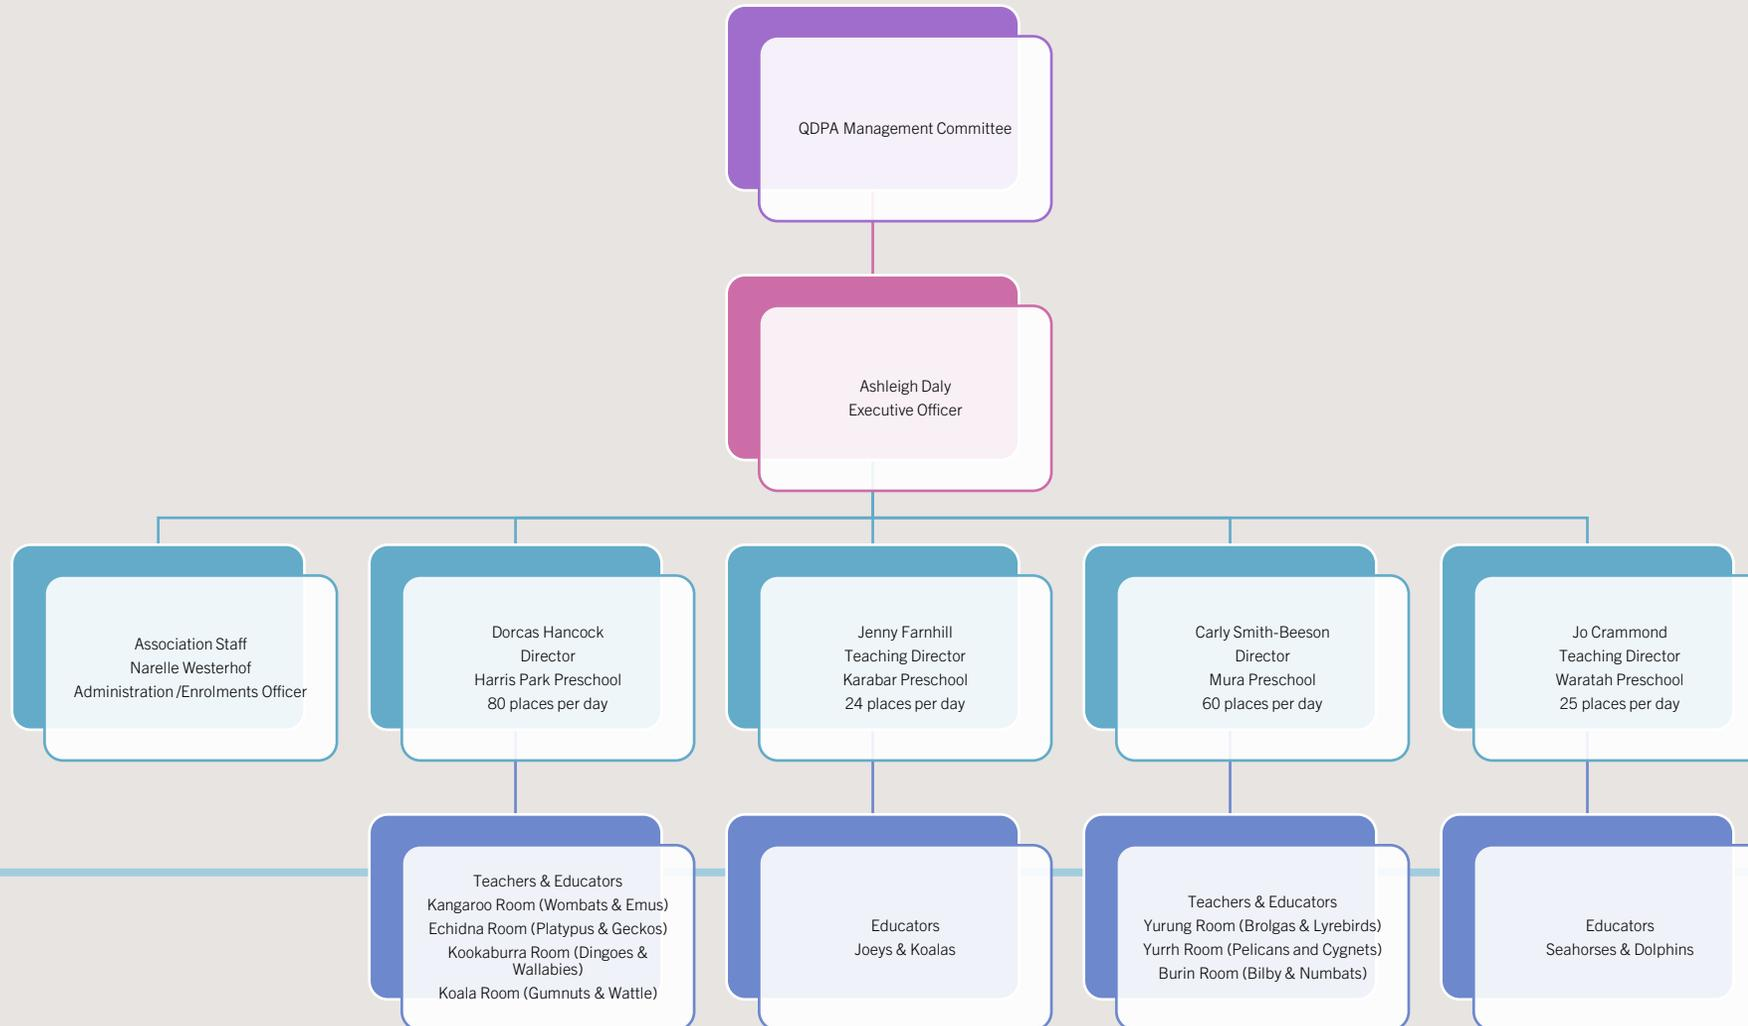 QDPA Management Committee
Ashleigh Daly
Executive Officer
Association Staff
Narelle Westerhof
Administration /Enrolments Officer
Dorcas Hancock
Director
Harris Park Preschool
80 places per day
Jenny Farnhill
Teaching Director
Karabar Preschool
24 places per day
Carly Smith-Beeson
Director
Mura Preschool
60 places per day
Jo Crammond
Teaching Director
Waratah Preschool
25 places per day
Teachers & Educators
Kangaroo Room (Wombats & Emus)
Echidna Room (Platypus & Geckos)
Kookaburra Room (Dingoes &
Wallabies)
Koala Room (Gumnuts & Wattle)
Educators
Joeys & Koalas
Teachers & Educators
Yurung Room (Brolgas & Lyrebirds)
Yurrh Room (Pelicans and Cygnets)
Burin Room (Bilby & Numbats)
Educators
Seahorses & Dolphins